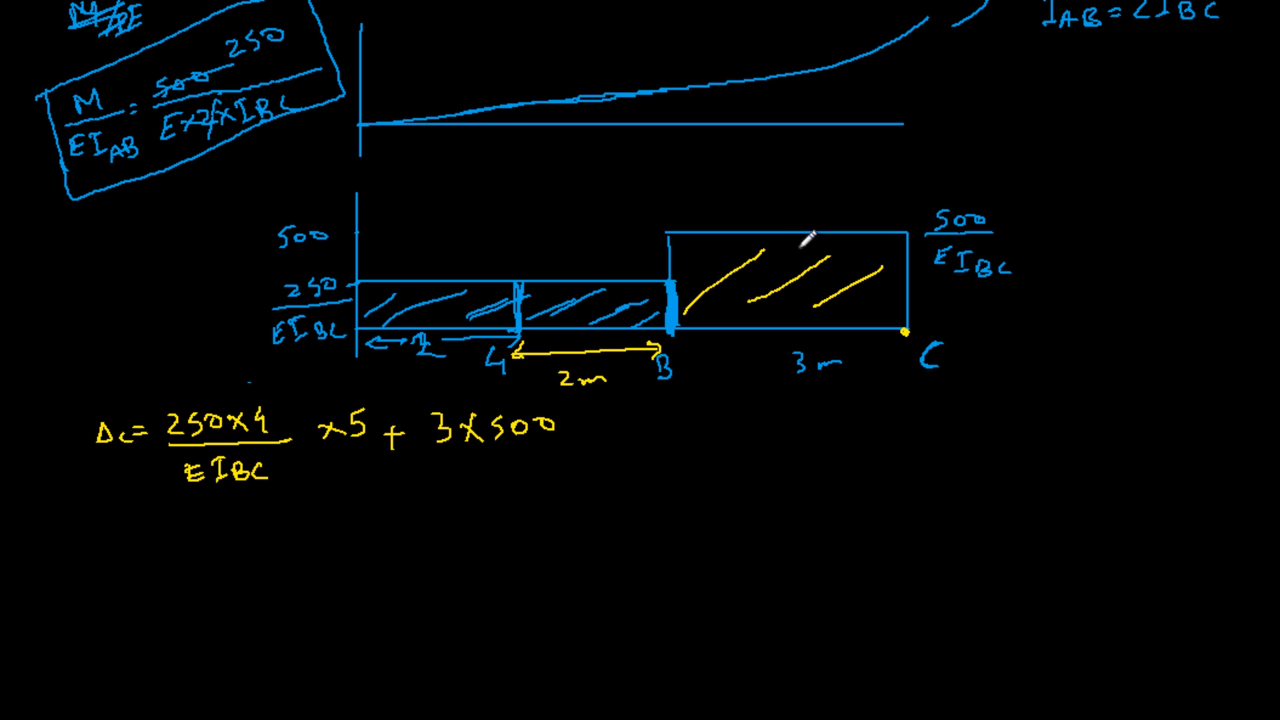 I_AB = 2I_BC
M/EI_AB = 500 250/E×2×I_BC
500
500/EI_BC
250/EI_BC
2
G
2m
B
3m
C
Δc = 250×4/EI_BC ×5 + 3×500